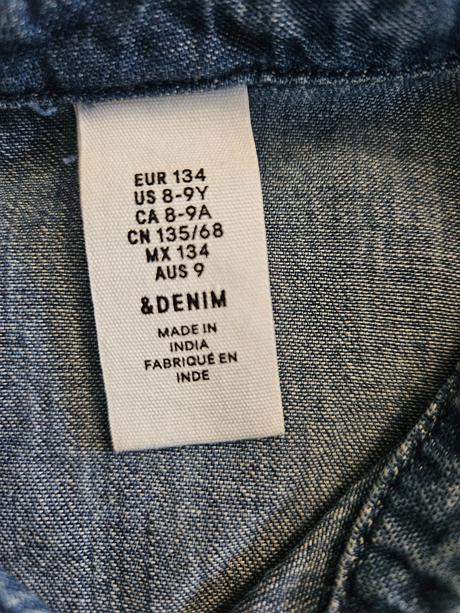 EUR 134
US 8-9Y
CA 8-9A
CN 135/68
MX 134
AUS 9
&DENIM
MADE IN
INDIA
FABRIQUÉ EN
INDE